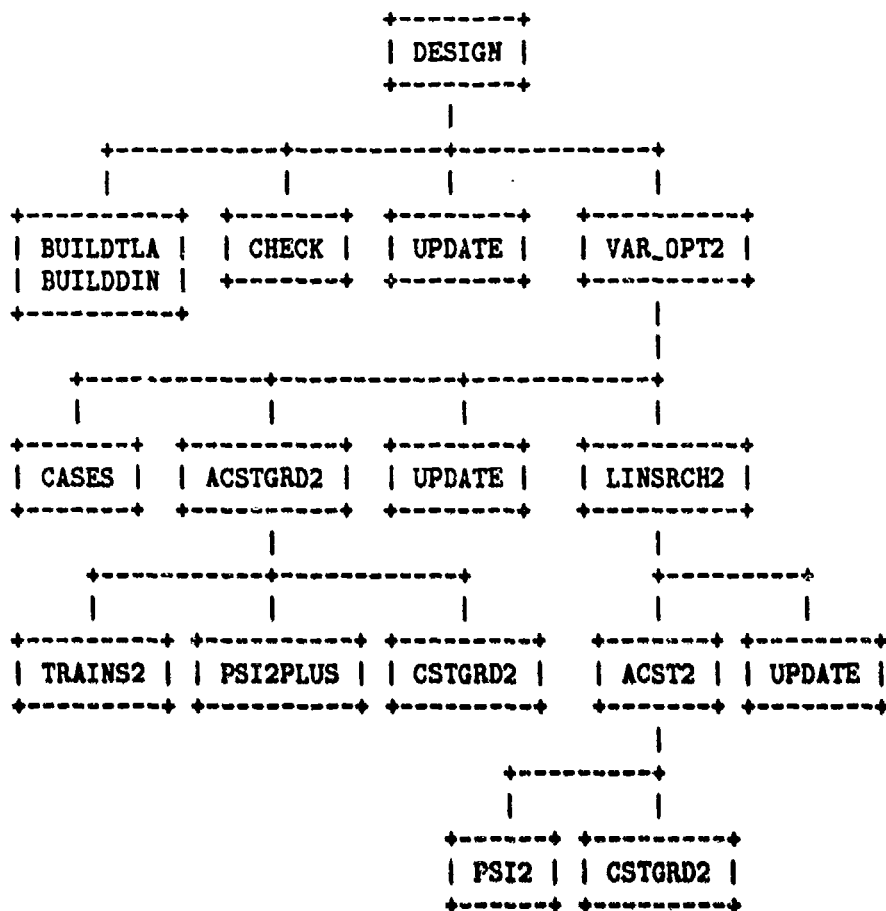 DESIGN
BUILDTLA CHECK UPDATE VAR_OPT2
BUILDDIN
CASES ACSTGRD2 UPDATE LINSRCH2
TRAINS2 PSI2PLUS CSTGRD2 ACST2 UPDATE
PSI2 CSTGRD2